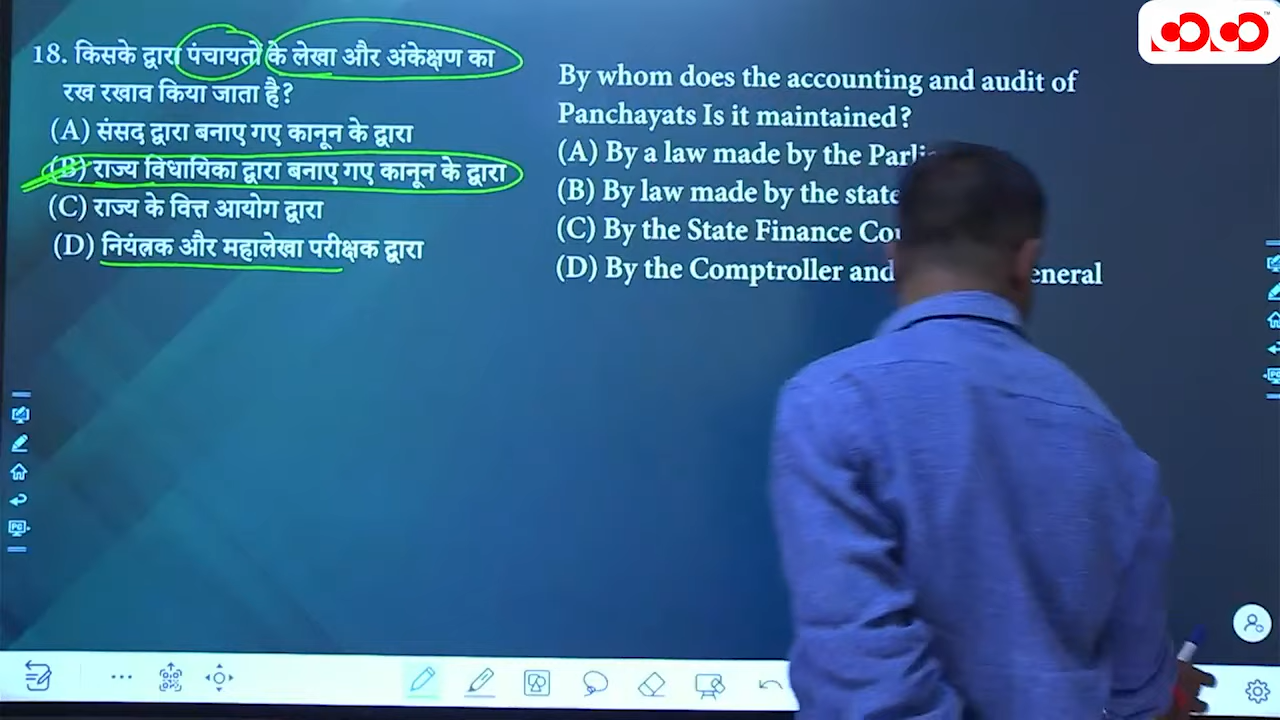 18. किसके द्वारा पंचायतों के लेखा और अंकेक्षण का
रख रखाव किया जाता है?
(A) संसद द्वारा बनाए गए कानून के द्वारा
(B) राज्य विधायिका द्वारा बनाए गए कानून के द्वारा
(C) राज्य के वित्त आयोग द्वारा
(D) नियंत्रक और महालेखा परीक्षक द्वारा
By whom does the accounting and audit of
Panchayats Is it maintained?
(A) By a law made by the
(B) By law made by the state
(C) By the State Finance
(D) By the Comptroller and